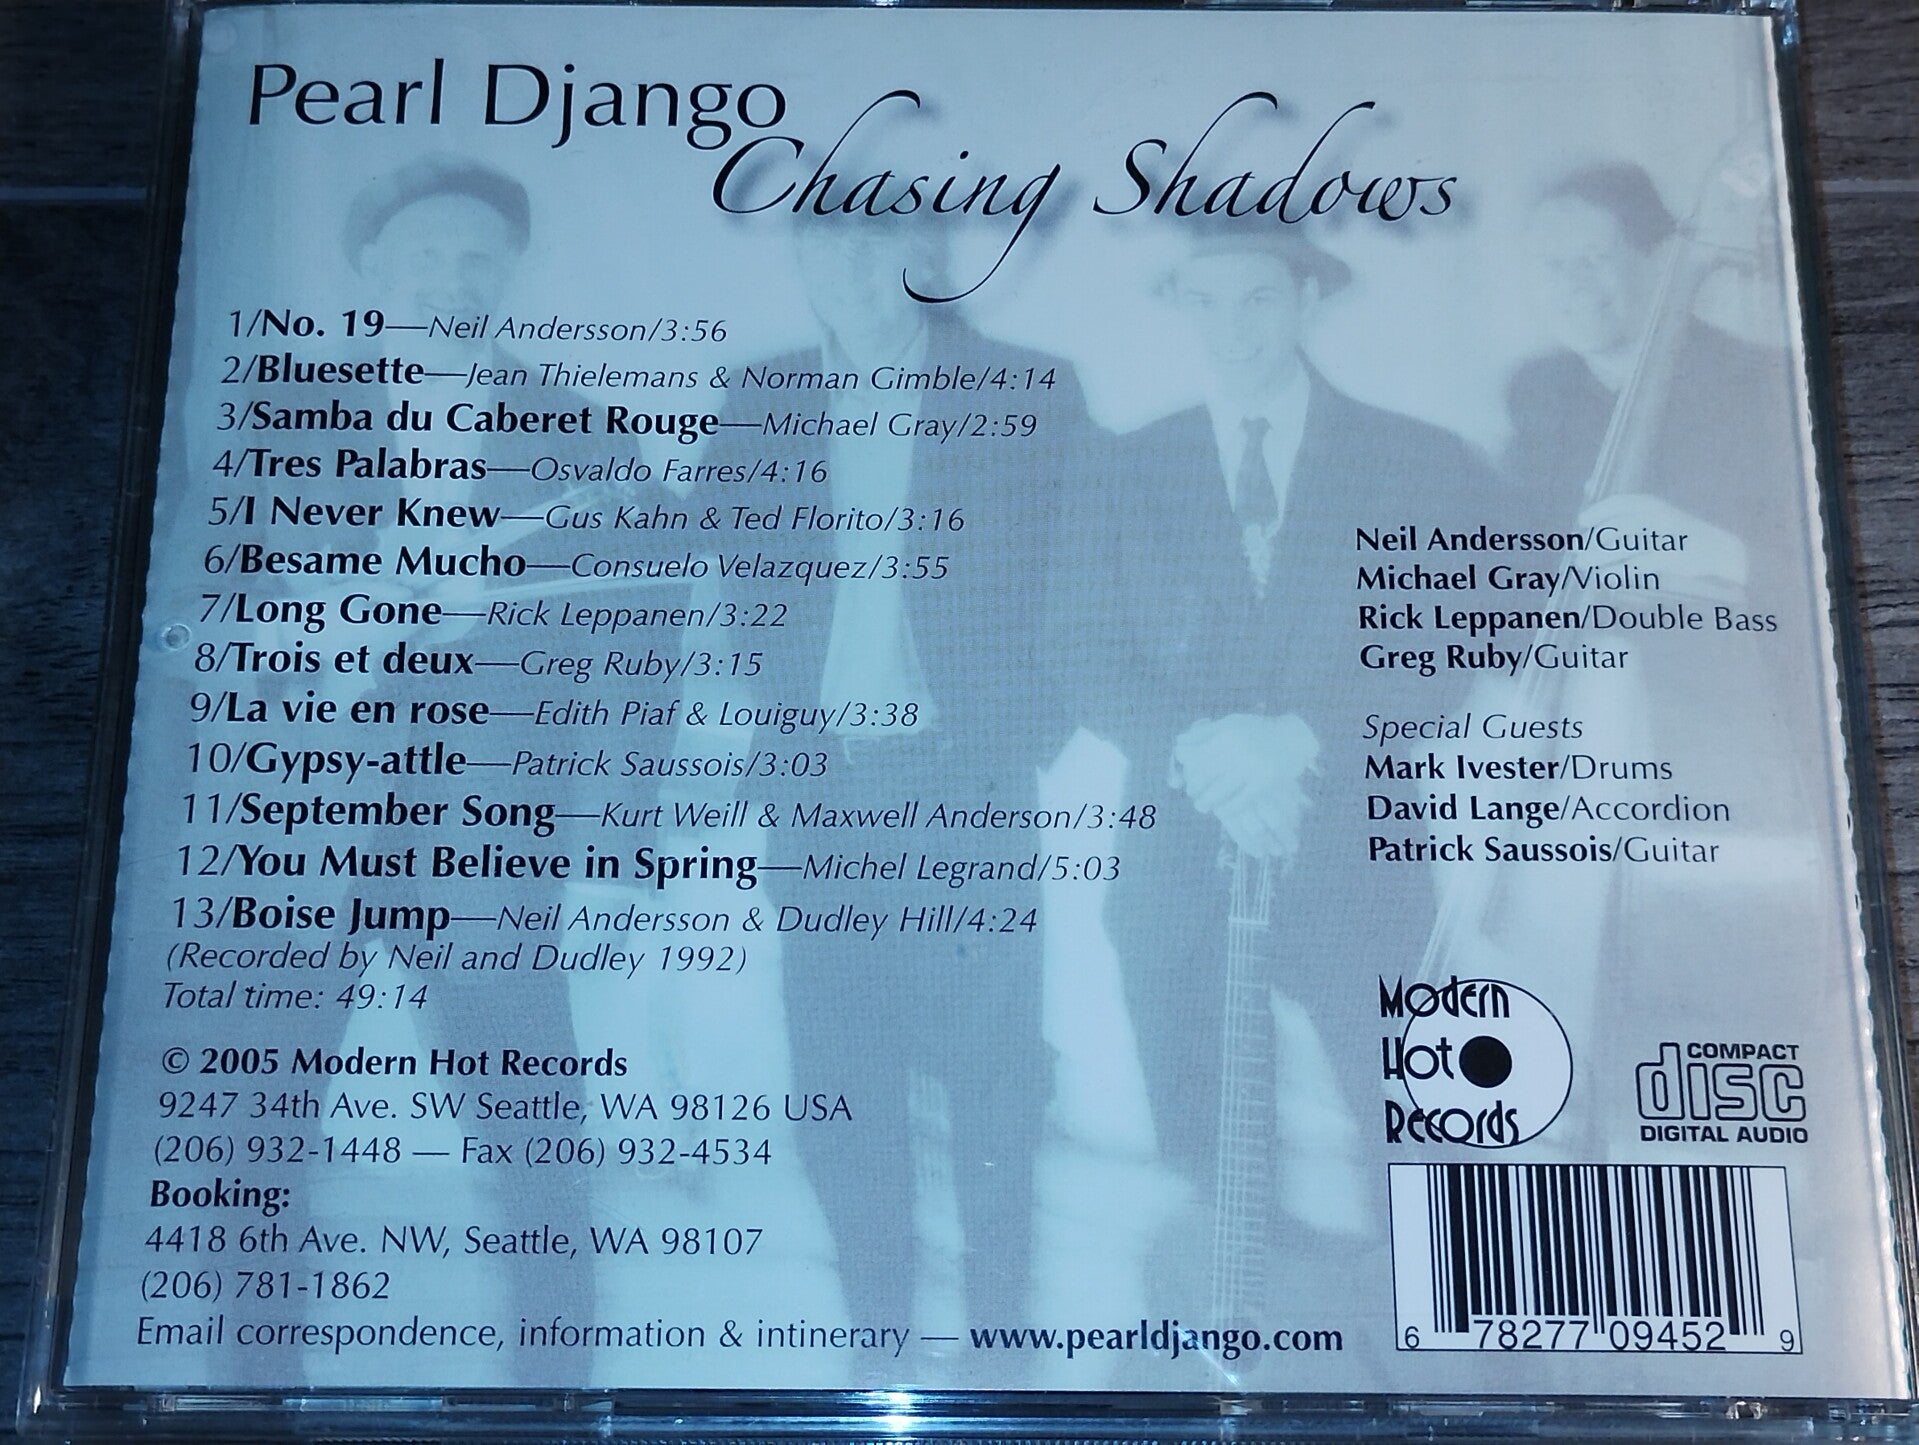 Pearl Django
Chasing Shadows
1/No. 19—Neil Andersson/3:56
2/Bluesette—Jean Thielemans & Norman Gimble/4:14
3/Samba du Caberet Rouge—Michael Gray/2:59
4/Tres Palabras—Osvaldo Farres/4:16
5/I Never Knew—Gus Kahn & Ted Florito/3:16
6/Besame Mucho—Consuelo Velazquez/3:55
7/Long Gone—Rick Leppanen/3:22
8/Trois et deux—Greg Ruby/3:15
9/La vie en rose—Edith Piaf & Louiguy/3:38
10/Gypsy-attle—Patrick Saussois/3:03
11/September Song—Kurt Weill & Maxwell Anderson/3:48
12/You Must Believe in Spring—Michel Legrand/5:03
13/Boise Jump—Neil Andersson & Dudley Hill/4:24
(Recorded by Neil and Dudley 1992)
Total time: 49:14
© 2005 Modern Hot Records
9247 34th Ave. SW Seattle, WA 98126 USA
(206) 932-1448 — Fax (206) 932-4534
Booking:
4418 6th Ave. NW, Seattle, WA 98107
(206) 781-1862
Email correspondence, information & intinerary — www.pearldjango.com
Neil Andersson/Guitar
Michael Gray/Violin
Rick Leppanen/Double Bass
Greg Ruby/Guitar
Special Guests
Mark Ivester/Drums
David Lange/Accordion
Patrick Saussois/Guitar
Modern
Hot
Records
COMPACT
disc
DIGITAL AUDIO
6 78277 09452 9